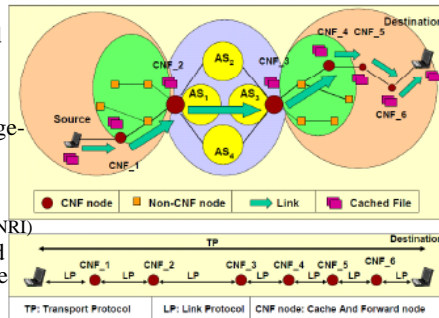 Destination
CNF_4 CNF_5
CNF_2
CNF_3
AS2
AS1
AS3
AS4
Source
CNF_1
CNF_6
ge-
CNF node
Non-CNF node
Link
Cached File
NRI)
Destination
TP
CNF_1
CNF_2
CNF_3
CNF_4
CNF_5
CNF_6
LP
LP
LP
LP
LP
LP
LP
TP: Transport Protocol
LP: Link Protocol
CNF node: Cache And Forward node